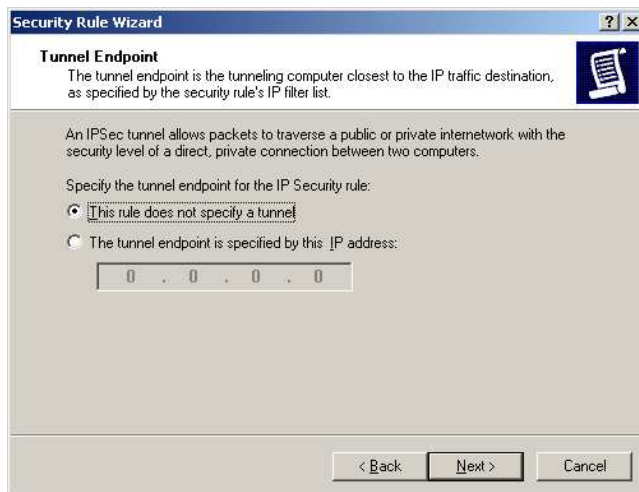 Security Rule Wizard
Tunnel Endpoint
The tunnel endpoint is the tunneling computer closest to the IP traffic destination,
as specified by the security rule's IP filter list.
An IPSec tunnel allows packets to traverse a public or private internetwork with the
security level of a direct, private connection between two computers.
Specify the tunnel endpoint for the IP Security rule:
This rule does not specify a tunnel
The tunnel endpoint is specified by this IP address:
0 . 0 . 0 . 0
< Back Next > Cancel